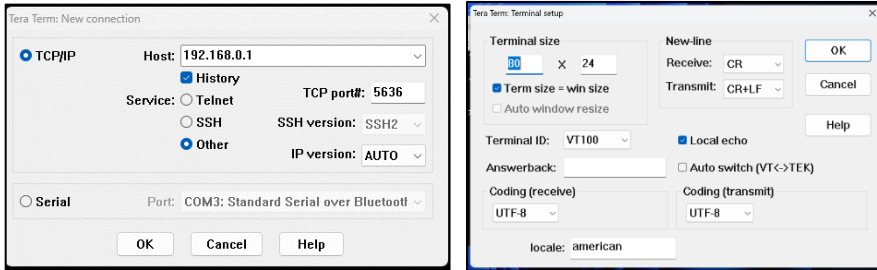 Tera Term: New connection
TCP/IP
Host: 192.168.0.1
History
Service: Telnet
TCP port#: 5636
SSH
SSH version: SSH2
Other
IP version: AUTO
Serial
Port: COM3: Standard Serial over Bluetooth
OK Cancel Help
Tera Term: Terminal setup
Terminal size
80 X 24
Term size = win size
Auto window resize
New-line
Receive: CR
Transmit: CR+LF
OK
Cancel
Help
Terminal ID: VT100
Local echo
Answerback:
Auto switch (VT<->TEK)
Coding (receive)
UTF-8
Coding (transmit)
UTF-8
locale: american